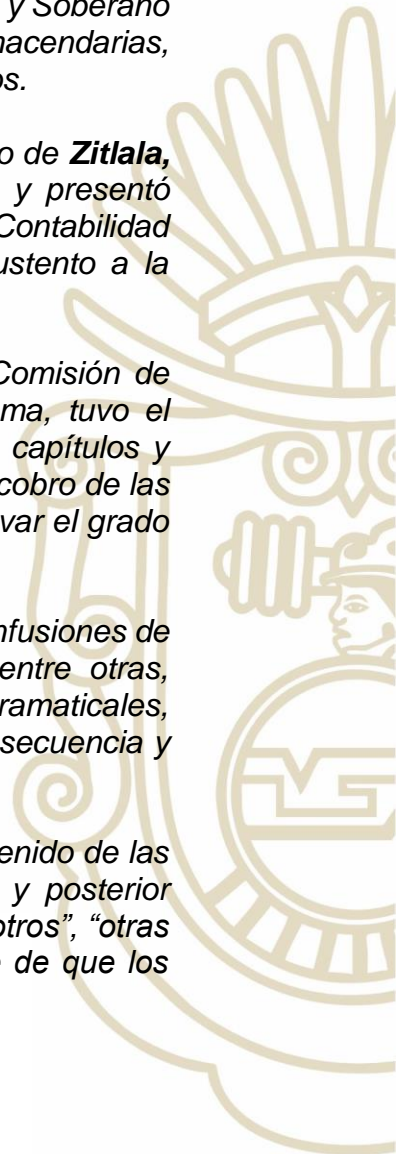 y Soberano
hacendarias,
os.
o de Zitlala,
y presentó
Contabilidad
ustento a la
Comisión de
ma, tuvo el
capítulos y
cobro de las
var el grado
nfusiones de
entre otras,
ramaticales,
secuencia y
enido de las
y posterior
otros”, “otras
de que los